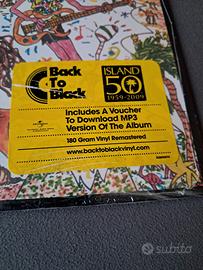 Back
To
Black
ISLAND
50
1959-2009
Includes A Voucher
To Download MP3
Version Of The Album
180 Gram Vinyl Remastered
www.backtoblackvinyl.com
subito